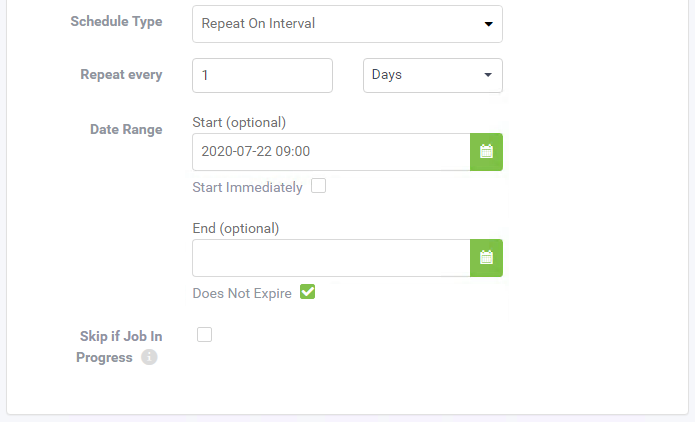 Schedule Type
Repeat On Interval
Repeat every
1
Days
Date Range
Start (optional)
2020-07-22 09:00
Start Immediately
End (optional)
Does Not Expire
Skip if Job In
Progress i